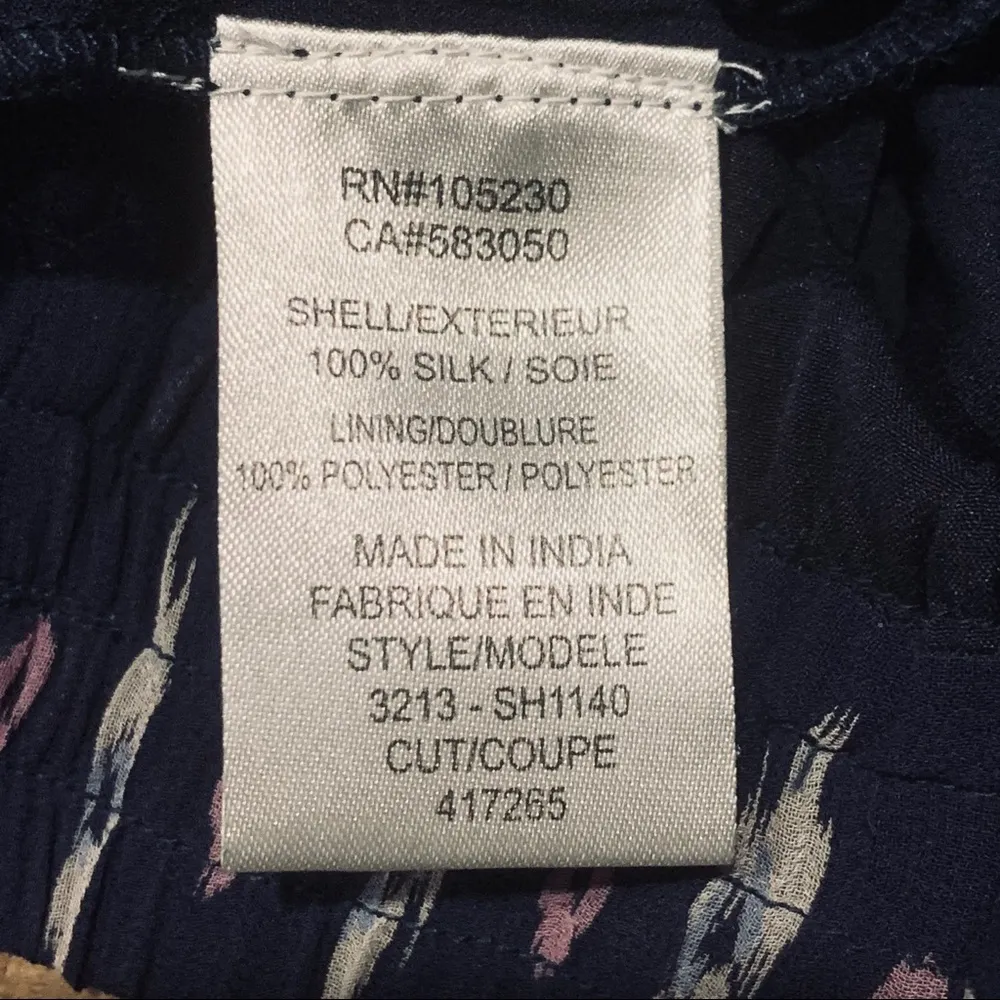 RN#105230
CA#583050
SHELL/EXTERIEUR
100% SILK / SOIE
LINING/DOUBLURE
100% POLYESTER / POLYESTER
MADE IN INDIA
FABRIQUE EN INDE
STYLE/MODELE
3213 - SH1140
CUT/COUPE
417265